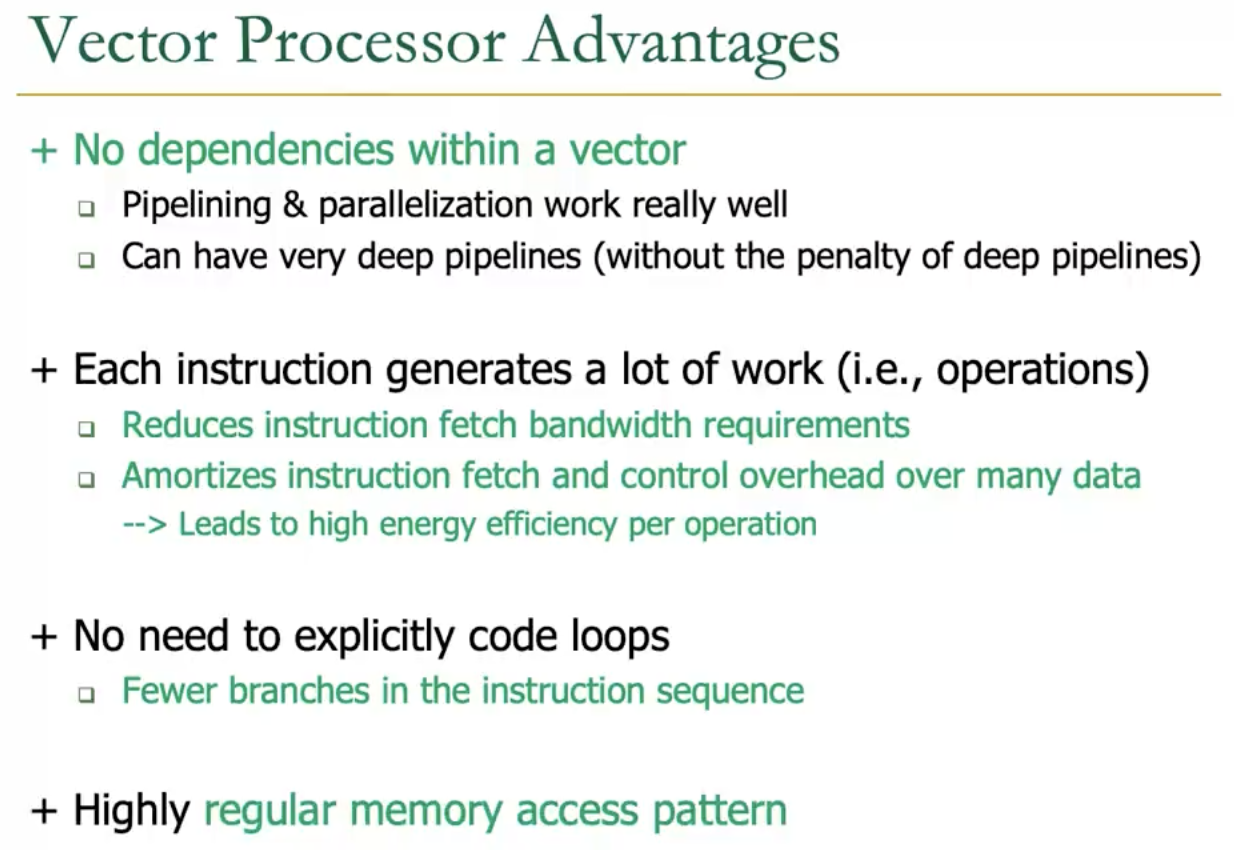 Vector Processor Advantages
+ No dependencies within a vector
❑ Pipelining & parallelization work really well
❑ Can have very deep pipelines (without the penalty of deep pipelines)
+ Each instruction generates a lot of work (i.e., operations)
❑ Reduces instruction fetch bandwidth requirements
❑ Amortizes instruction fetch and control overhead over many data
--> Leads to high energy efficiency per operation
+ No need to explicitly code loops
❑ Fewer branches in the instruction sequence
+ Highly regular memory access pattern